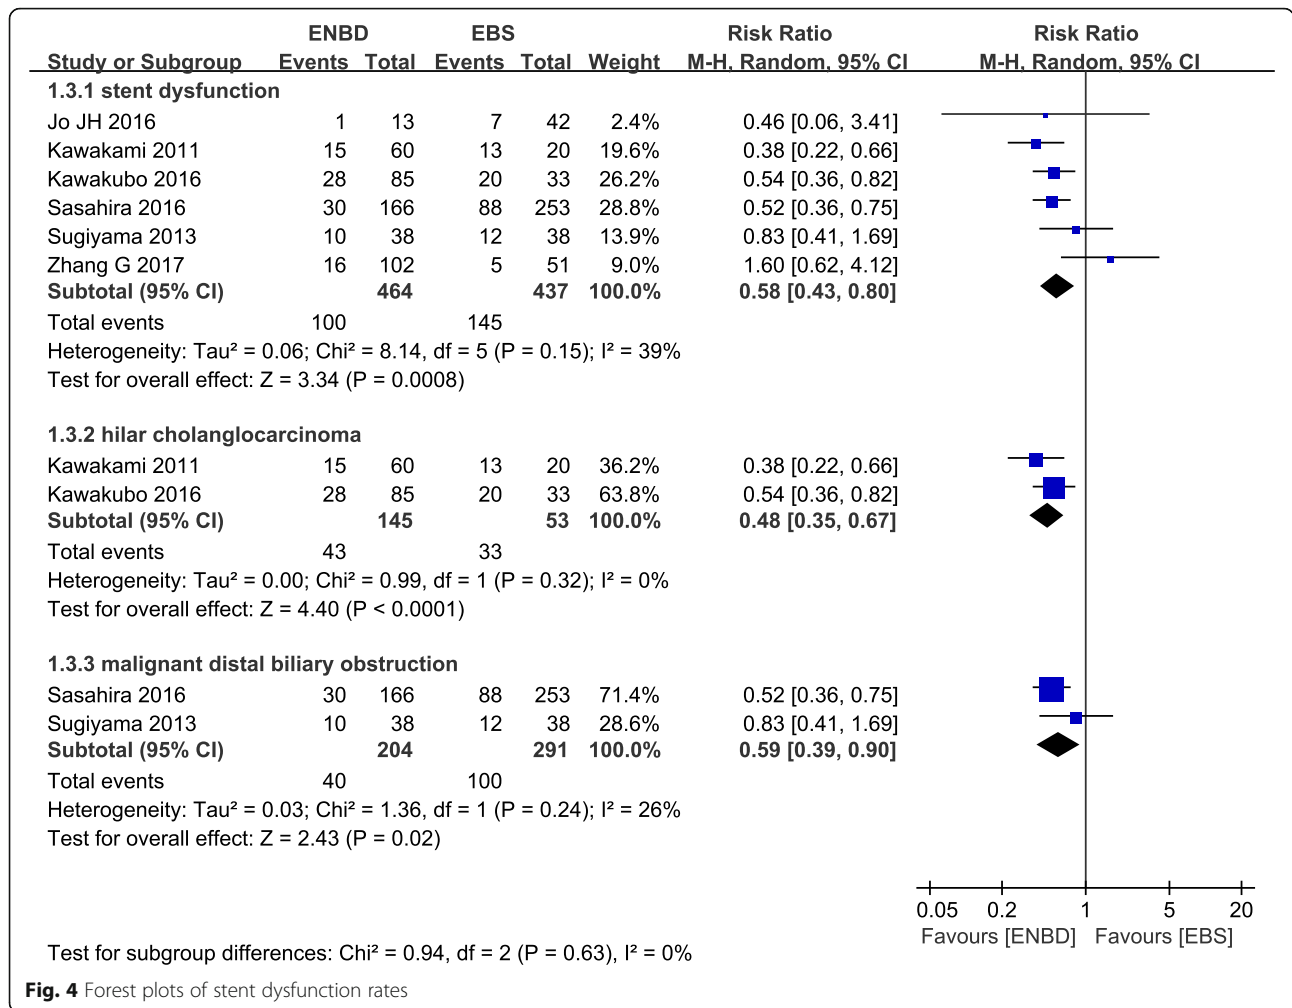 ENBD EBS Risk Ratio Risk Ratio
Study or Subgroup Events Total Events Total Weight M-H, Random, 95% CI M-H, Random, 95% CI
1.3.1 stent dysfunction
Jo JH 2016 1 13 7 42 2.4% 0.46 [0.06, 3.41]
Kawakami 2011 15 60 13 20 19.6% 0.38 [0.22, 0.66]
Kawakubo 2016 28 85 20 33 26.2% 0.54 [0.36, 0.82]
Sasahira 2016 30 166 88 253 28.8% 0.52 [0.36, 0.75]
Sugiyama 2013 10 38 12 38 13.9% 0.83 [0.41, 1.69]
Zhang G 2017 16 102 5 51 9.0% 1.60 [0.62, 4.12]
Subtotal (95% CI) 464 437 100.0% 0.58 [0.43, 0.80]
Total events 100 145
Heterogeneity: Tau² = 0.06; Chi² = 8.14, df = 5 (P = 0.15); I² = 39%
Test for overall effect: Z = 3.34 (P = 0.0008)
1.3.2 hilar cholanglocarcinoma
Kawakami 2011 15 60 13 20 36.2% 0.38 [0.22, 0.66]
Kawakubo 2016 28 85 20 33 63.8% 0.54 [0.36, 0.82]
Subtotal (95% CI) 145 53 100.0% 0.48 [0.35, 0.67]
Total events 43 33
Heterogeneity: Tau² = 0.00; Chi² = 0.99, df = 1 (P = 0.32); I² = 0%
Test for overall effect: Z = 4.40 (P < 0.0001)
1.3.3 malignant distal biliary obstruction
Sasahira 2016 30 166 88 253 71.4% 0.52 [0.36, 0.75]
Sugiyama 2013 10 38 12 38 28.6% 0.83 [0.41, 1.69]
Subtotal (95% CI) 204 291 100.0% 0.59 [0.39, 0.90]
Total events 40 100
Heterogeneity: Tau² = 0.03; Chi² = 1.36, df = 1 (P = 0.24); I² = 26%
Test for overall effect: Z = 2.43 (P = 0.02)
0.05 0.2 1 5 20
Favours [ENBD] Favours [EBS]
Test for subgroup differences: Chi² = 0.94, df = 2 (P = 0.63), I² = 0%
Fig. 4 Forest plots of stent dysfunction rates